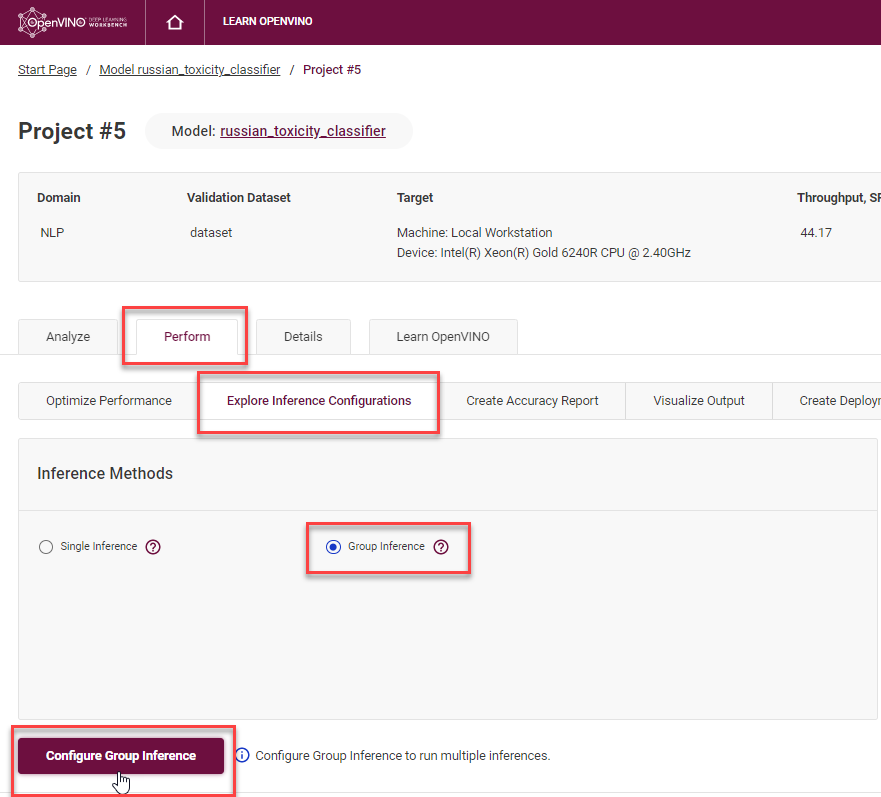 OpenVINO DEEP LEARNING WORKBENCH
LEARN OPENVINO
Start Page / Model russian_toxicity_classifier / Project #5
Project #5 Model: russian_toxicity_classifier
Domain Validation Dataset Target Throughput,
NLP dataset Machine: Local Workstation 44.17
Device: Intel(R) Xeon(R) Gold 6240R CPU @ 2.40GHz
Analyze Perform Details Learn OpenVINO
Optimize Performance Explore Inference Configurations Create Accuracy Report Visualize Output Create
Inference Methods
Single Inference ? Group Inference ?
Configure Group Inference i Configure Group Inference to run multiple inferences.